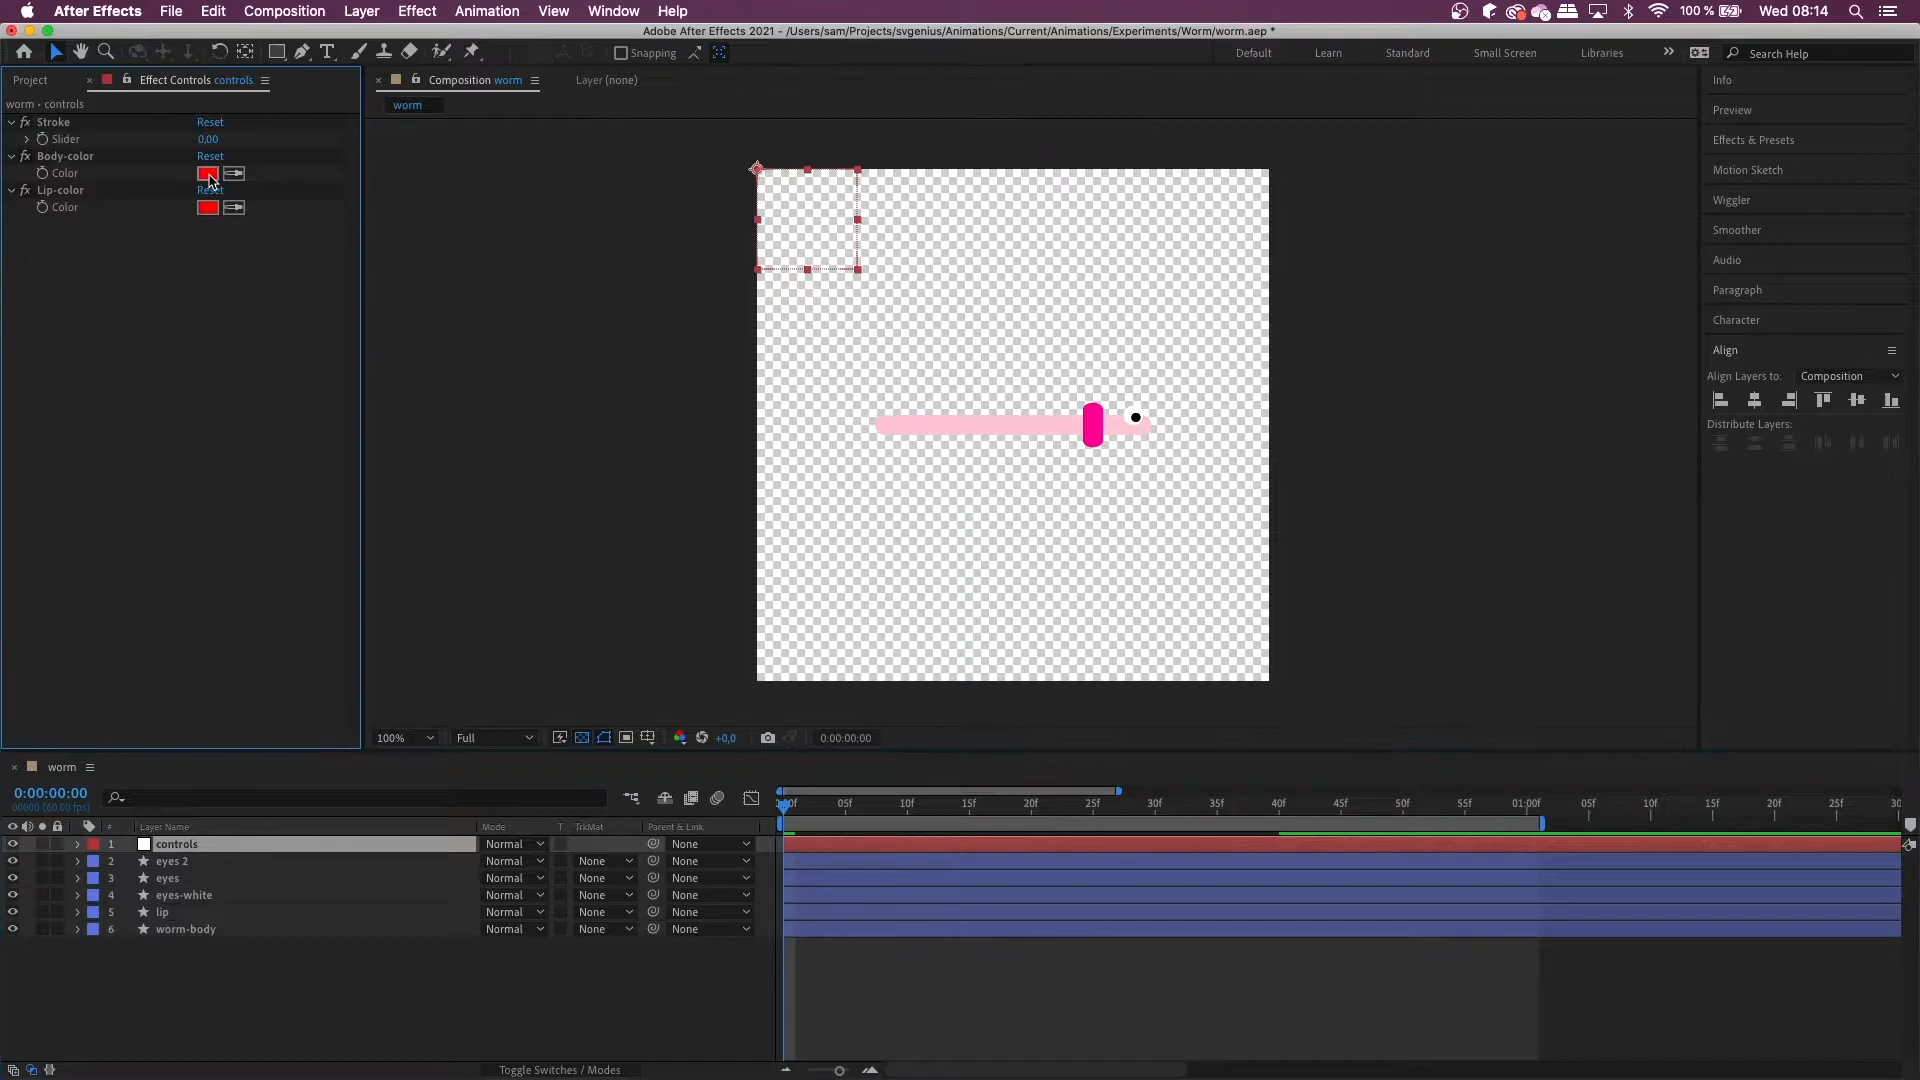 After Effects File Edit Composition Layer Effect Animation View Window Help 100 % Wed 08:14
Adobe After Effects 2021 - /Users/sam/Projects/svgenius/Animations/Current/Animations/Experiments/Worm/worm.aep *
Snapping Default Learn Standard Small Screen Libraries Search Help
Project Effect Controls controls Composition worm Layer (none) Info
worm • controls
worm
Stroke Reset
Slider 0,00
Body-color Reset
Color
Lip-color Reset
Color
Preview
Effects & Presets
Motion Sketch
Wiggler
Smoother
Audio
Paragraph
Character
Align
Align Layers to: Composition
Distribute Layers:
100% Full +0,0 0:00:00:00
worm
0:00:00:00
00000 (60.00 fps)
05f 10f 15f 20f 25f 30f 35f 40f 45f 50f 55f 01:00f 05f 10f 15f 20f 25f 30
# Layer Name Mode T TrkMat Parent & Link
1 controls Normal None
2 eyes 2 Normal None None
3 eyes Normal None None
4 eyes-white Normal None None
5 lip Normal None None
6 worm-body Normal None None
Toggle Switches / Modes